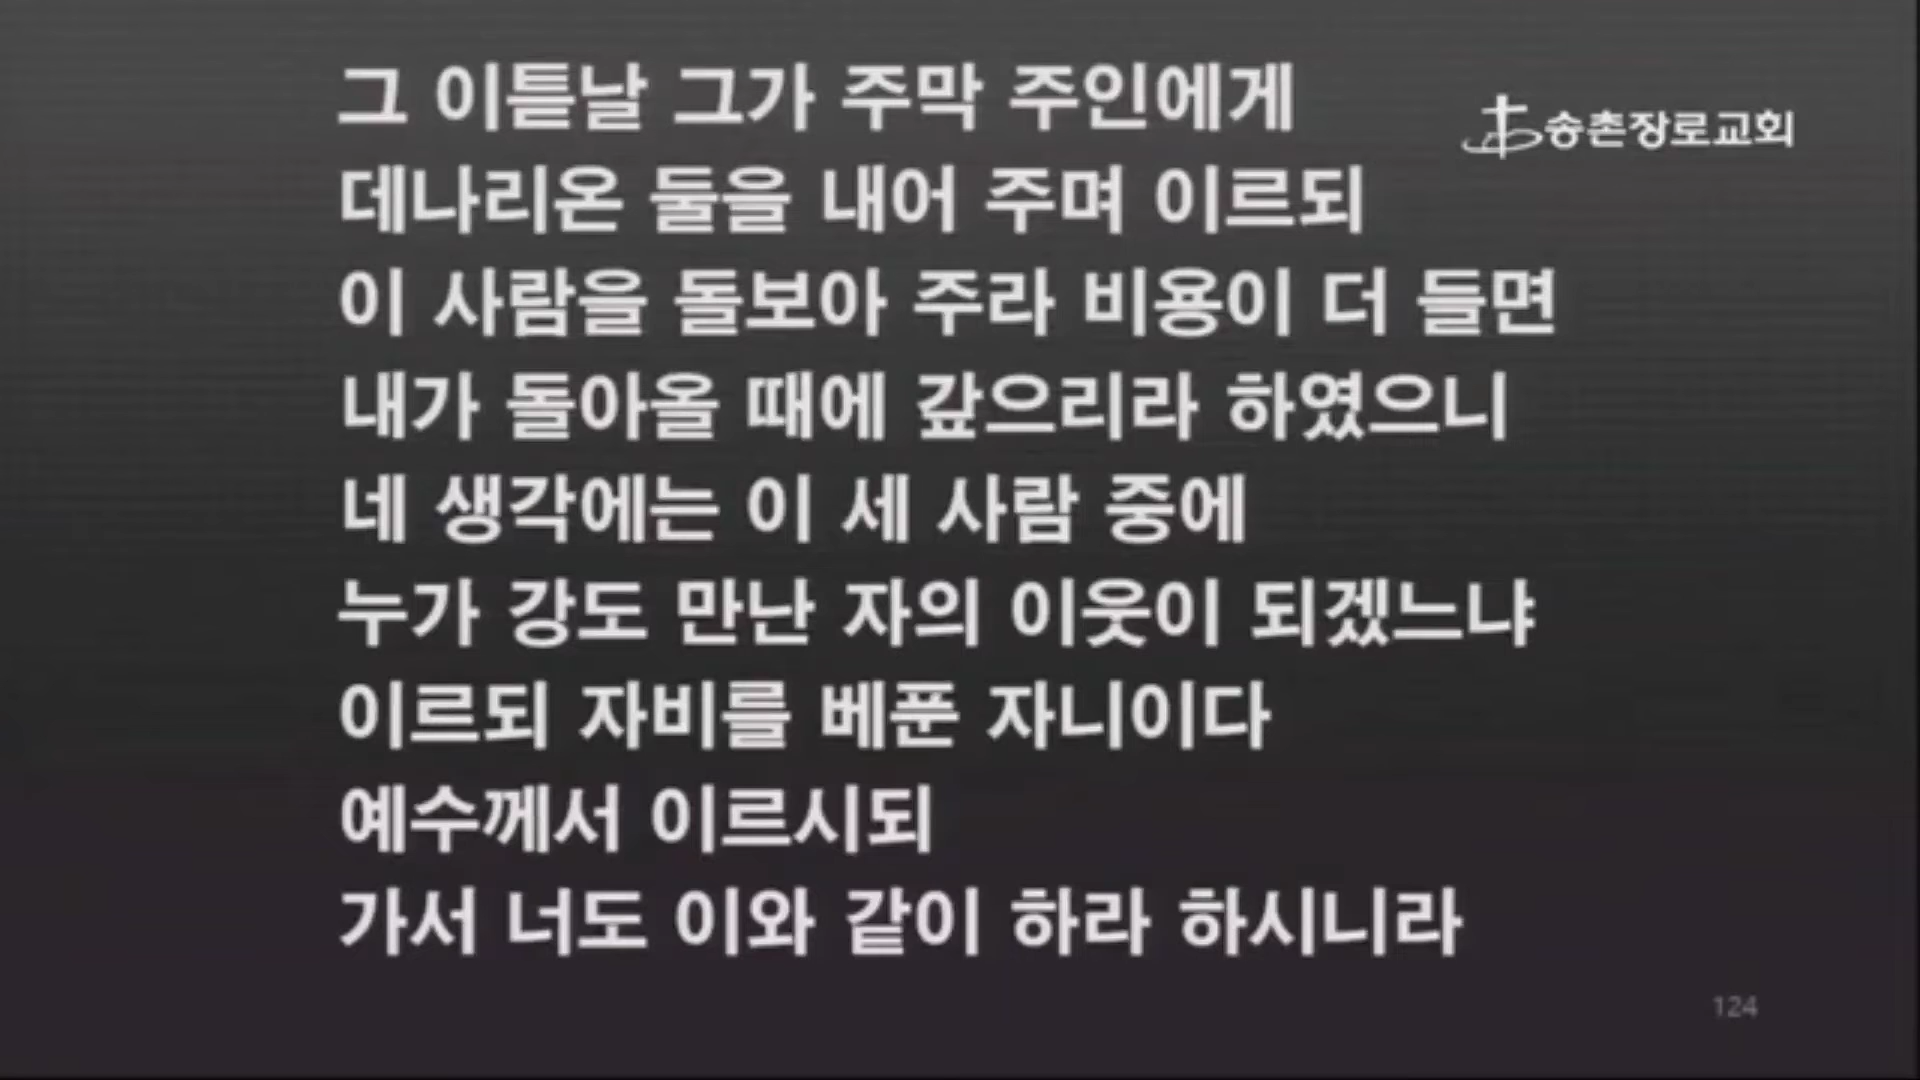 그 이튿날 그가 주막 주인에게
송촌장로교회
데나리온 둘을 내어 주며 이르되
이 사람을 돌보아 주라 비용이 더 들면
내가 돌아올 때에 갚으리라 하였으니
네 생각에는 이 세 사람 중에
누가 강도 만난 자의 이웃이 되겠느냐
이르되 자비를 베푼 자니이다
예수께서 이르시되
가서 너도 이와 같이 하라 하시니라
124